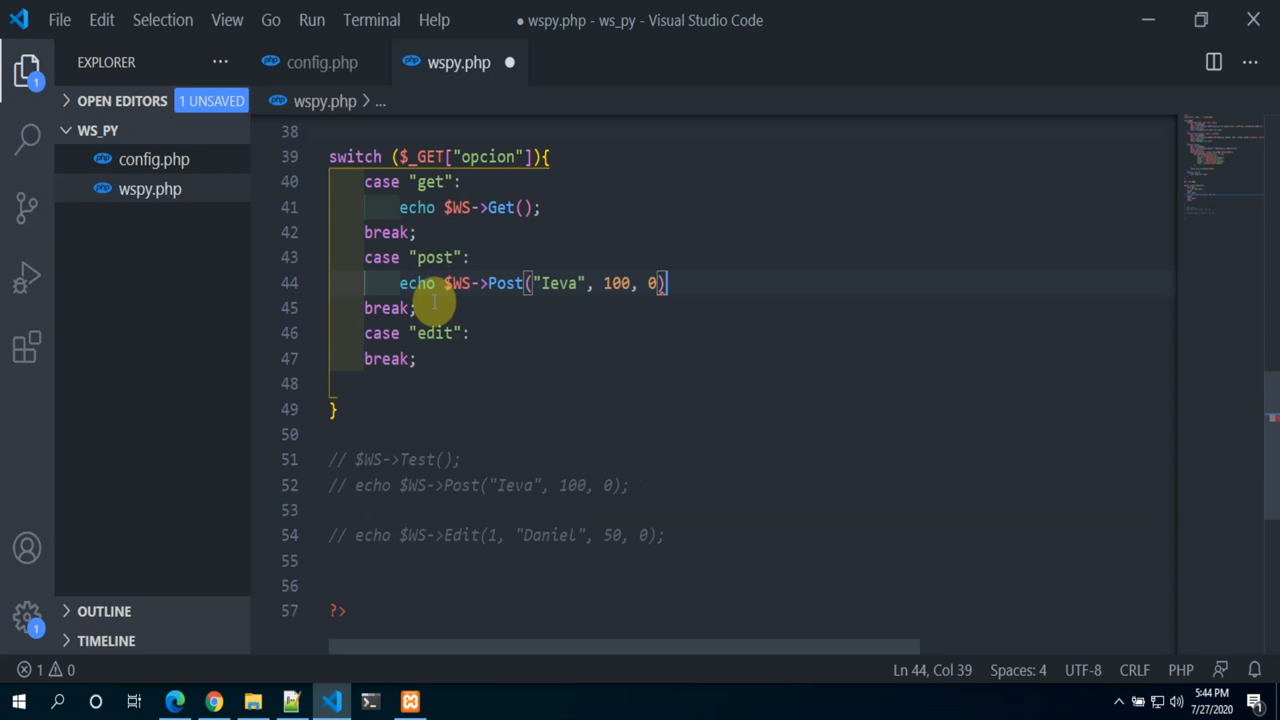 File Edit Selection View Go Run Terminal Help
● wspy.php - ws_py - Visual Studio Code
EXPLORER
config.php
wspy.php
OPEN EDITORS 1 UNSAVED
wspy.php > ...
WS_PY
config.php
wspy.php
38
39 switch ($_GET["opcion"]){
40 case "get":
41 echo $WS->Get();
42 break;
43 case "post":
44 echo $WS->Post("Ieva", 100, 0)
45 break;
46 case "edit":
47 break;
48
49 }
50
51 // $WS->Test();
52 // echo $WS->Post("Ieva", 100, 0);
53
54 // echo $WS->Edit(1, "Daniel", 50, 0);
55
56
57 ?>
OUTLINE
TIMELINE
1
1
1 0
Ln 44, Col 39 Spaces: 4 UTF-8 CRLF PHP
5:44 PM
7/27/2020
1